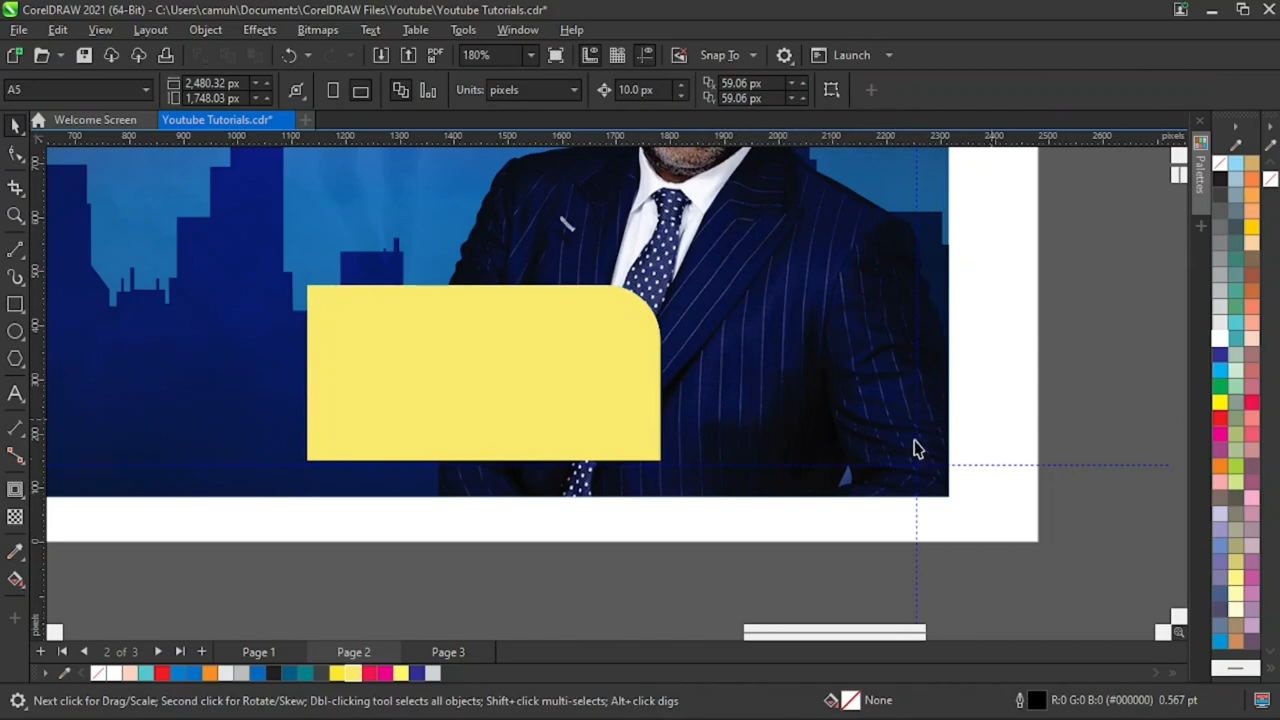 CorelDRAW 2021 (64-Bit) - C:\Users\camuh\Documents\CorelDRAW Files\Youtube\Youtube Tutorials.cdr*
File Edit View Layout Object Effects Bitmaps Text Table Tools Window Help
PDF 180% Snap To Launch
A5 2,480.32 px 1,748.03 px Units: pixels 10.0 px 59.06 px 59.06 px
Welcome Screen Youtube Tutorials.cdr*
700 800 900 1000 1100 1200 1300 1400 1500 1600 1700 1800 1900 2000 2100 2200 2300 2400 2500 2600 pixels
Palettes
pixels
2 of 3 Page 1 Page 2 Page 3
Next click for Drag/Scale; Second click for Rotate/Skew; Dbl-clicking tool selects all objects; Shift+click multi-selects; Alt+click digs None R:0 G:0 B:0 (#000000) 0.567 pt